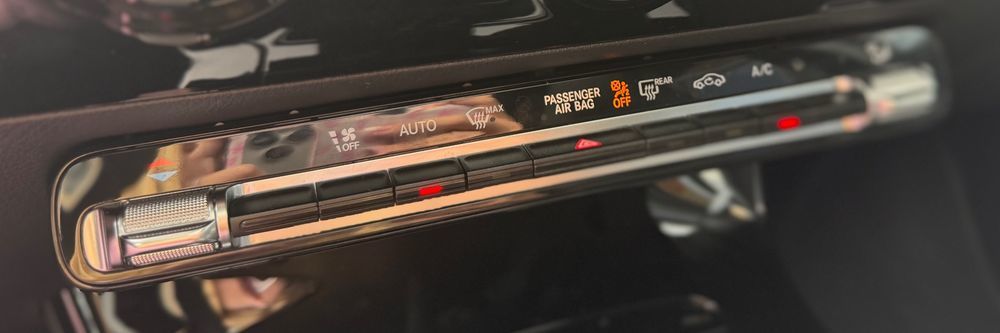 OFF
AUTO
MAX
PASSENGER
AIR BAG
OFF
REAR
A/C